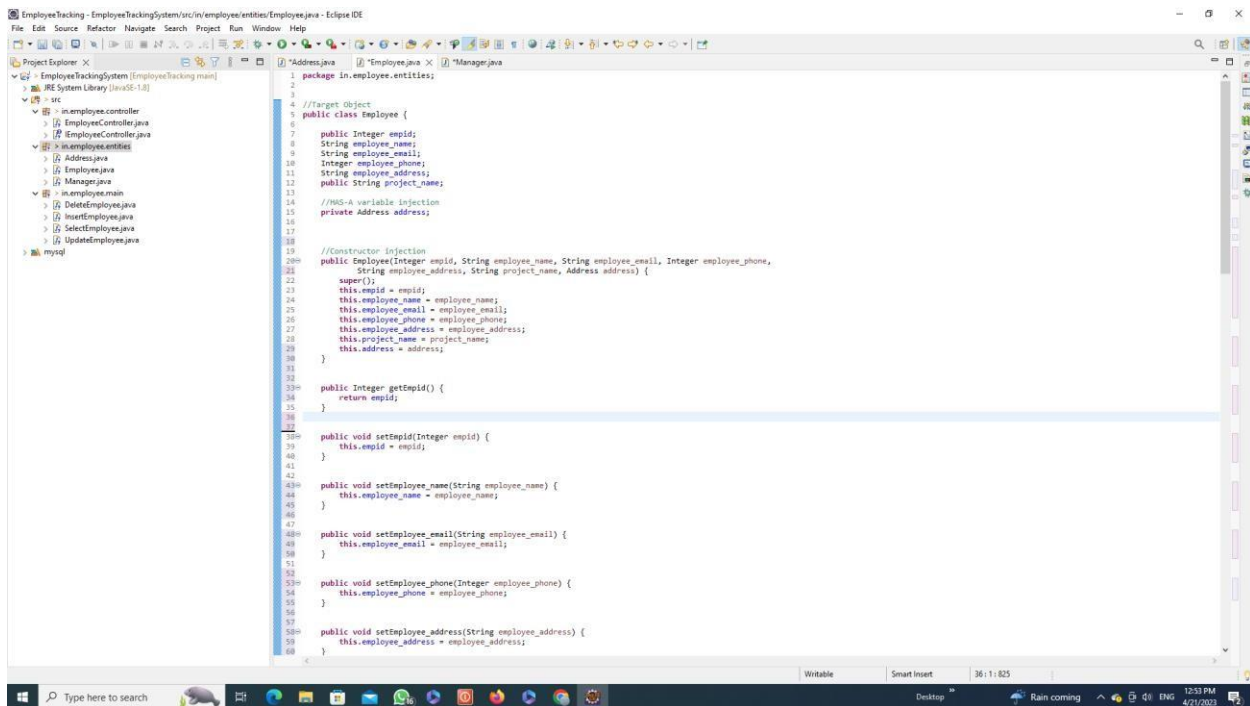 EmployeeTracking - EmployeeTrackingSystem/src/in/employee/entities/Employee.java - Eclipse IDE
File Edit Source Refactor Navigate Search Project Run Window Help
Project Explorer
*Address.java *Employee.java *Manager.java
> EmployeeTrackingSystem [EmployeeTracking main]
JRE System Library [JavaSE-1.8]
> src
> in.employee.controller
EmployeeController.java
IEmployeeController.java
> in.employee.entities
Address.java
Employee.java
Manager.java
> in.employee.main
DeleteEmployee.java
InsertEmployee.java
SelectEmployee.java
UpdateEmployee.java
mysql
1 package in.employee.entities;
2
3
4 //Target Object
5 public class Employee {
6
7 public Integer empid;
8 String employee_name;
9 String employee_email;
10 Integer employee_phone;
11 String employee_address;
12 public String project_name;
13
14 //HAS-A variable injection
15 private Address address;
16
17
18
19 //Constructor injection
20 public Employee(Integer empid, String employee_name, String employee_email, Integer employee_phone,
21 String employee_address, String project_name, Address address) {
22 super();
23 this.empid = empid;
24 this.employee_name = employee_name;
25 this.employee_email = employee_email;
26 this.employee_phone = employee_phone;
27 this.employee_address = employee_address;
28 this.project_name = project_name;
29 this.address = address;
30 }
31
32
33 public Integer getEmpid() {
34 return empid;
35 }
36
37
38 public void setEmpid(Integer empid) {
39 this.empid = empid;
40 }
41
42
43 public void setEmployee_name(String employee_name) {
44 this.employee_name = employee_name;
45 }
46
47
48 public void setEmployee_email(String employee_email) {
49 this.employee_email = employee_email;
50 }
51
52
53 public void setEmployee_phone(Integer employee_phone) {
54 this.employee_phone = employee_phone;
55 }
56
57
58 public void setEmployee_address(String employee_address) {
59 this.employee_address = employee_address;
60 }
Writable Smart Insert 36 : 1 : 825
Type here to search Desktop Rain coming ENG 12:53 PM
4/21/2023